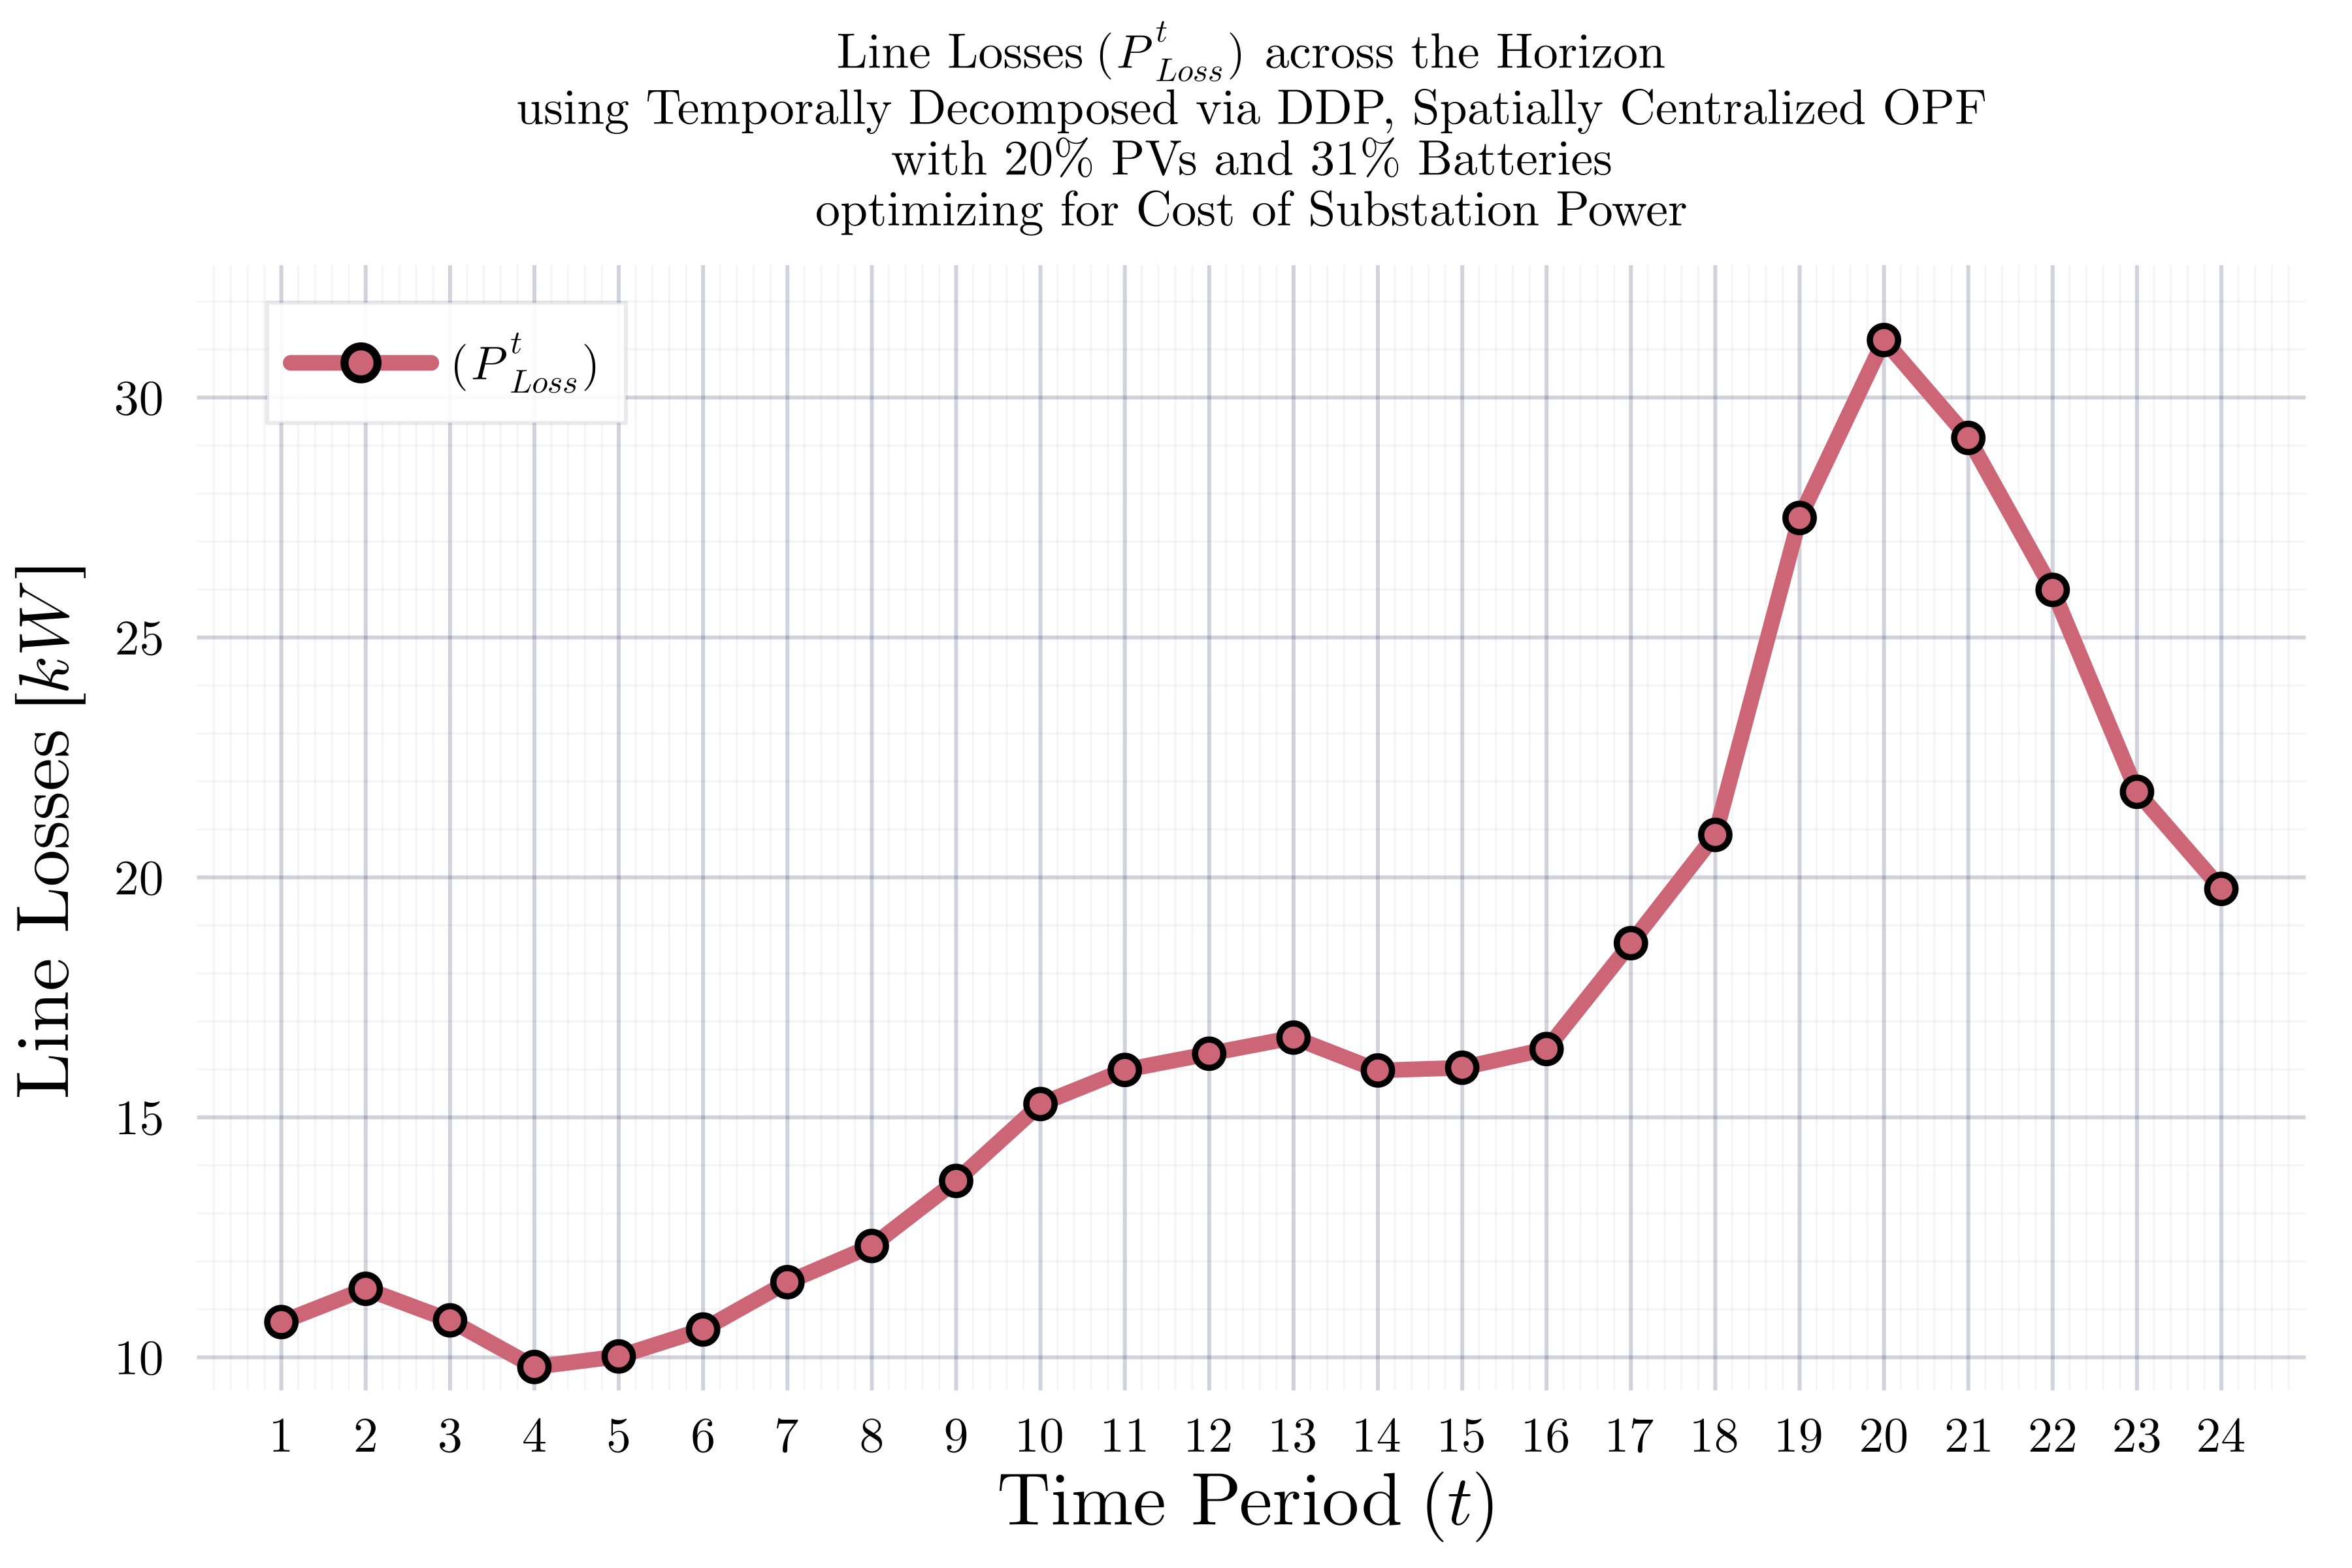 Line Losses (P^t_Loss) across the Horizon
using Temporally Decomposed via DDP, Spatially Centralized OPF
with 20% PVs and 31% Batteries
optimizing for Cost of Substation Power
(P^t_Loss)
Line Losses [kW]
30
25
20
15
10
1 2 3 4 5 6 7 8 9 10 11 12 13 14 15 16 17 18 19 20 21 22 23 24
Time Period (t)